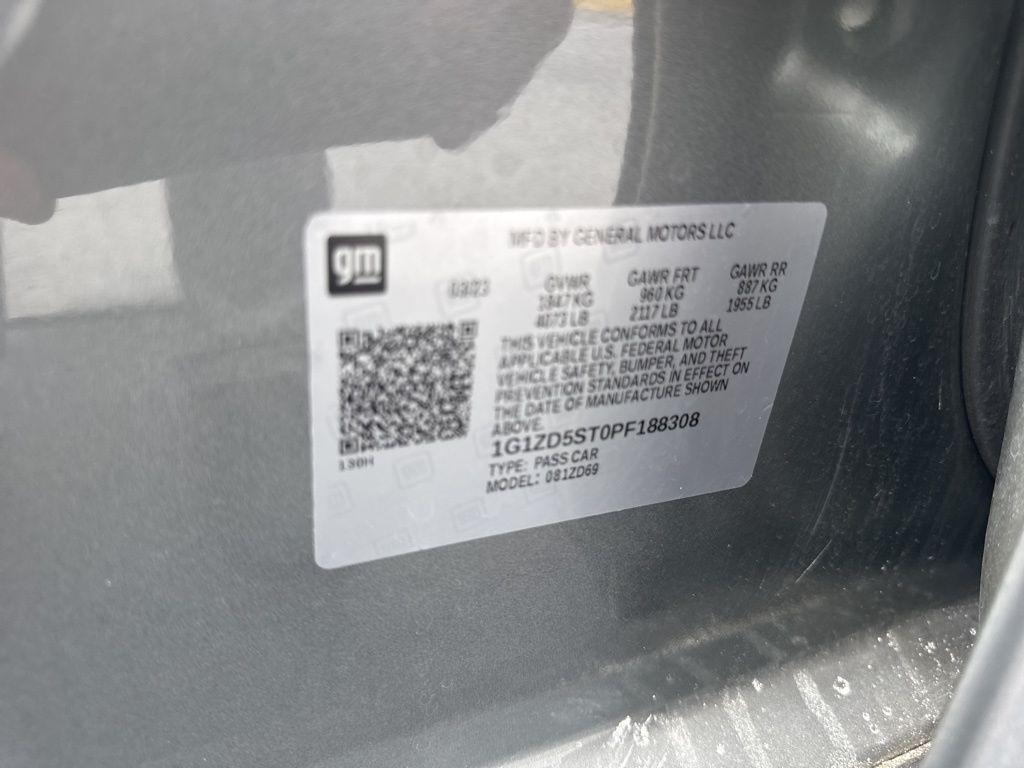 gm
MFD BY GENERAL MOTORS LLC
03/23
GVWR
1847 KG
4073 LB
GAWR FRT
960 KG
2117 LB
GAWR RR
887 KG
1955 LB
THIS VEHICLE CONFORMS TO ALL
APPLICABLE U.S. FEDERAL MOTOR
VEHICLE SAFETY, BUMPER, AND THEFT
PREVENTION STANDARDS IN EFFECT ON
THE DATE OF MANUFACTURE SHOWN
ABOVE.
1G1ZD5ST0PF188308
TYPE: PASS CAR
MODEL: 081ZD69